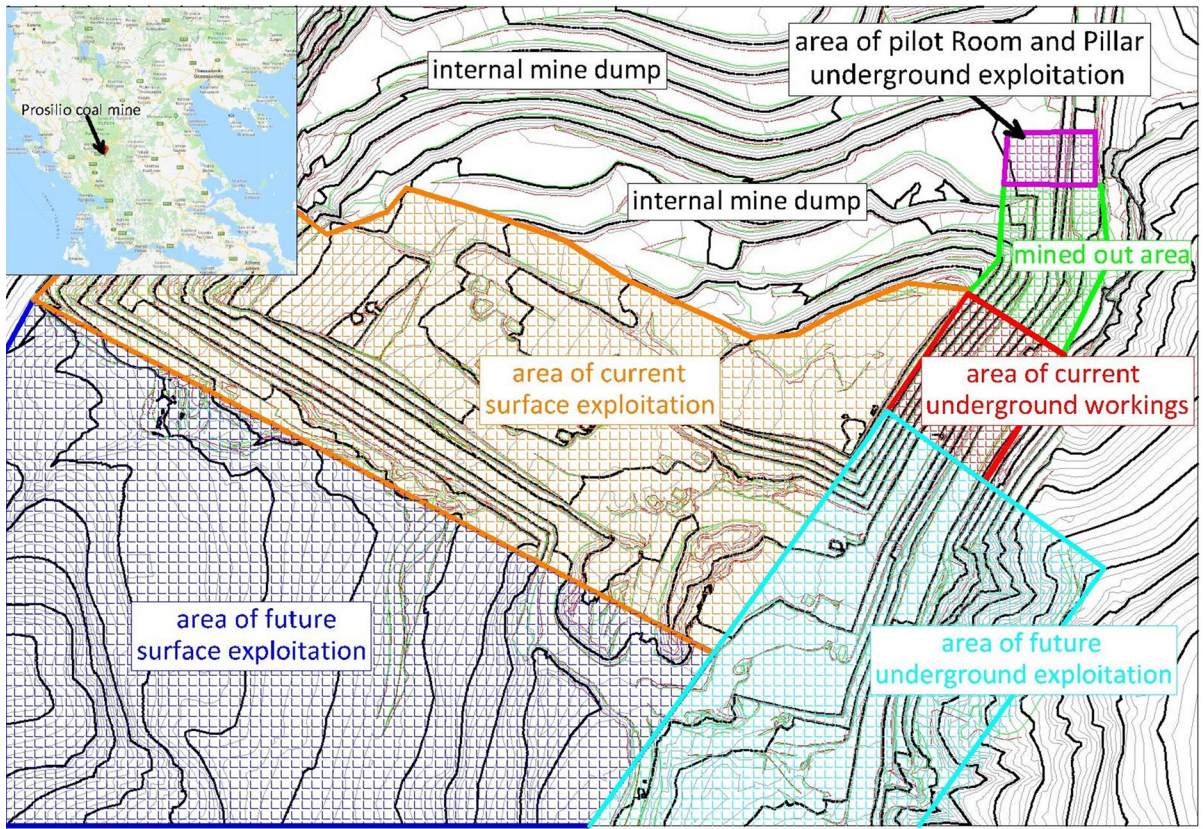 area of pilot Room and Pillar
underground exploitation
internal mine dump
Prosilio coal mine
internal mine dump
mined out area
area of current
surface exploitation
area of current
underground workings
area of future
surface exploitation
area of future
underground exploitation